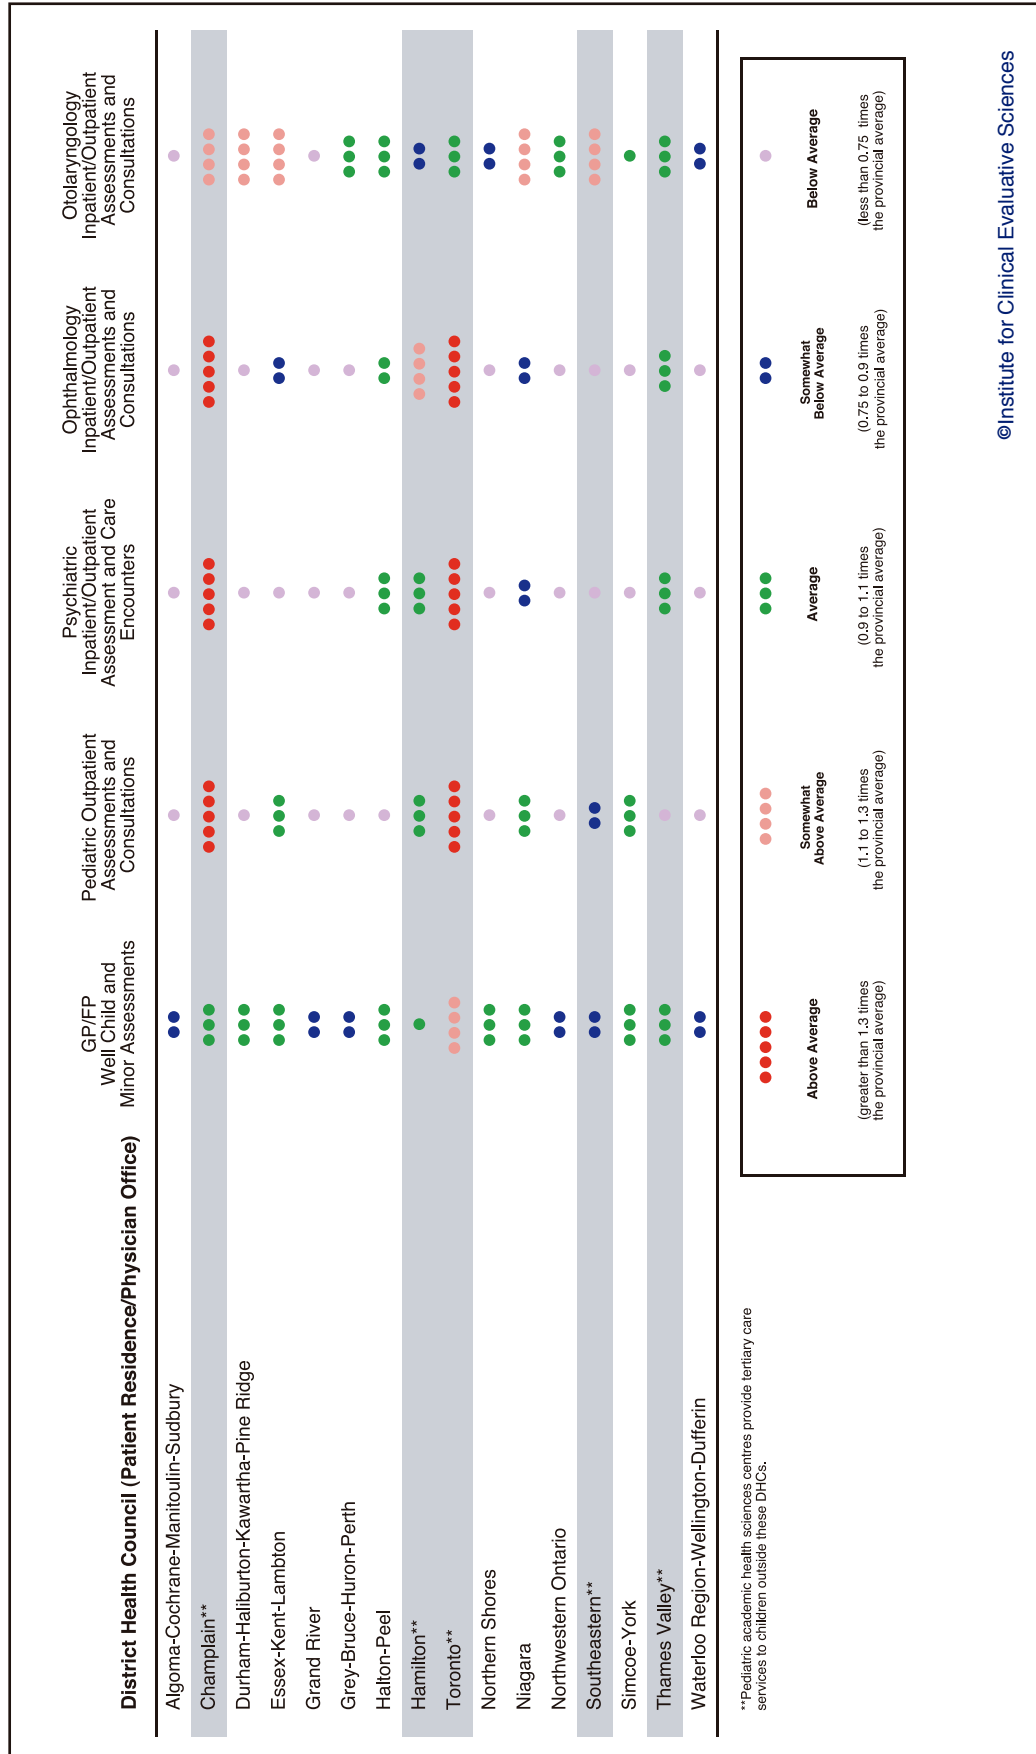 District Health Council (Patient Residence/Physician Office)
GP/FP
Well Child and
Minor Assessments
Pediatric Outpatient
Assessments and
Consultations
Psychiatric
Inpatient/Outpatient
Assessment and Care
Encounters
Ophthalmology
Inpatient/Outpatient
Assessments and
Consultations
Otolaryngology
Inpatient/Outpatient
Assessments and
Consultations
Algoma-Cochrane-Manitoulin-Sudbury
Champlain**
Durham-Haliburton-Kawartha-Pine Ridge
Essex-Kent-Lambton
Grand River
Grey-Bruce-Huron-Perth
Halton-Peel
Hamilton**
Toronto**
Northern Shores
Niagara
Northwestern Ontario
Southeastern**
Simcoe-York
Thames Valley**
Waterloo Region-Wellington-Dufferin
**Pediatric academic health sciences centres provide tertiary care
services to children outside these DHCs.
Above Average
(greater than 1.3 times
the provincial average)
Somewhat
Above Average
(1.1 to 1.3 times
the provincial average)
Average
(0.9 to 1.1 times
the provincial average)
Somewhat
Below Average
(0.75 to 0.9 times
the provincial average)
Below Average
(less than 0.75 times
the provincial average)
©Institute for Clinical Evaluative Sciences